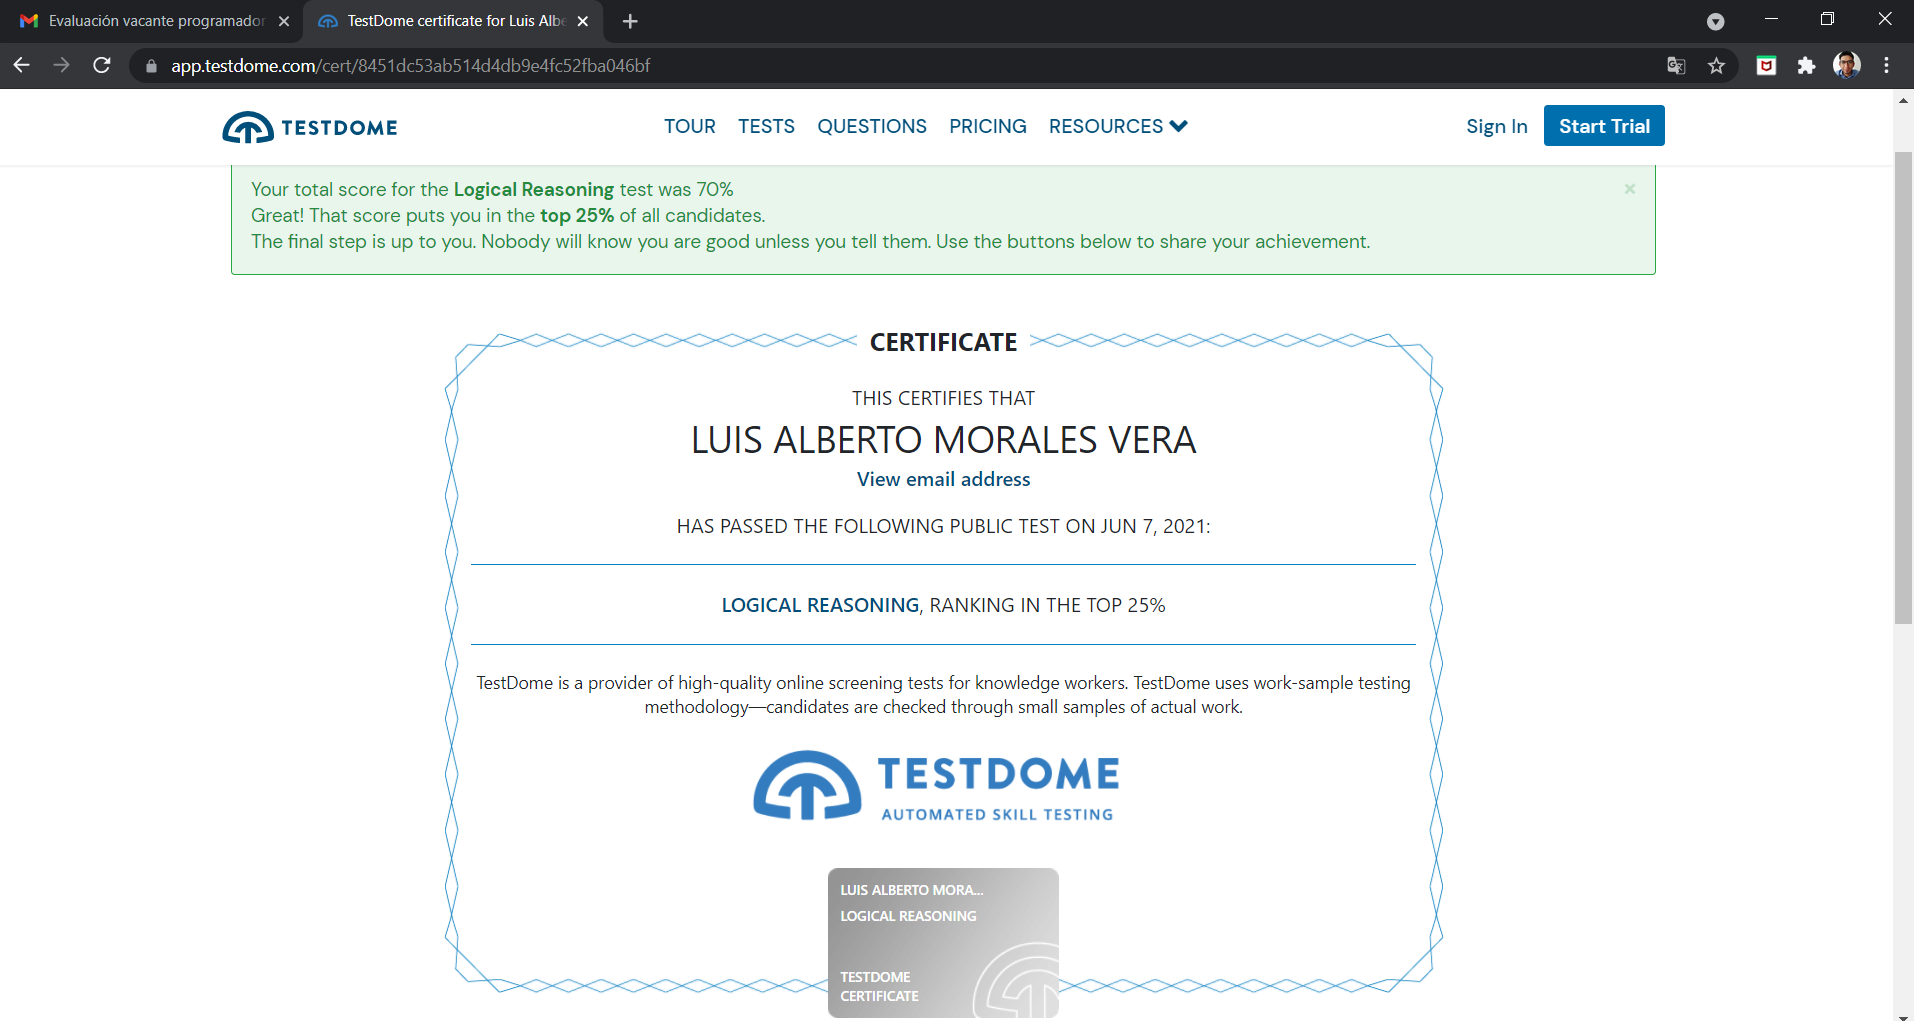 Evaluación vacante programador
TestDome certificate for Luis Albe
app.testdome.com/cert/8451dc53ab514d4db9e4fc52fba046bf
TESTDOME
TOUR TESTS QUESTIONS PRICING RESOURCES
Sign In Start Trial
Your total score for the Logical Reasoning test was 70%
Great! That score puts you in the top 25% of all candidates.
The final step is up to you. Nobody will know you are good unless you tell them. Use the buttons below to share your achievement.
CERTIFICATE
THIS CERTIFIES THAT
LUIS ALBERTO MORALES VERA
View email address
HAS PASSED THE FOLLOWING PUBLIC TEST ON JUN 7, 2021:
LOGICAL REASONING, RANKING IN THE TOP 25%
TestDome is a provider of high-quality online screening tests for knowledge workers. TestDome uses work-sample testing
methodology—candidates are checked through small samples of actual work.
TESTDOME
AUTOMATED SKILL TESTING
LUIS ALBERTO MORA...
LOGICAL REASONING
TESTDOME
CERTIFICATE